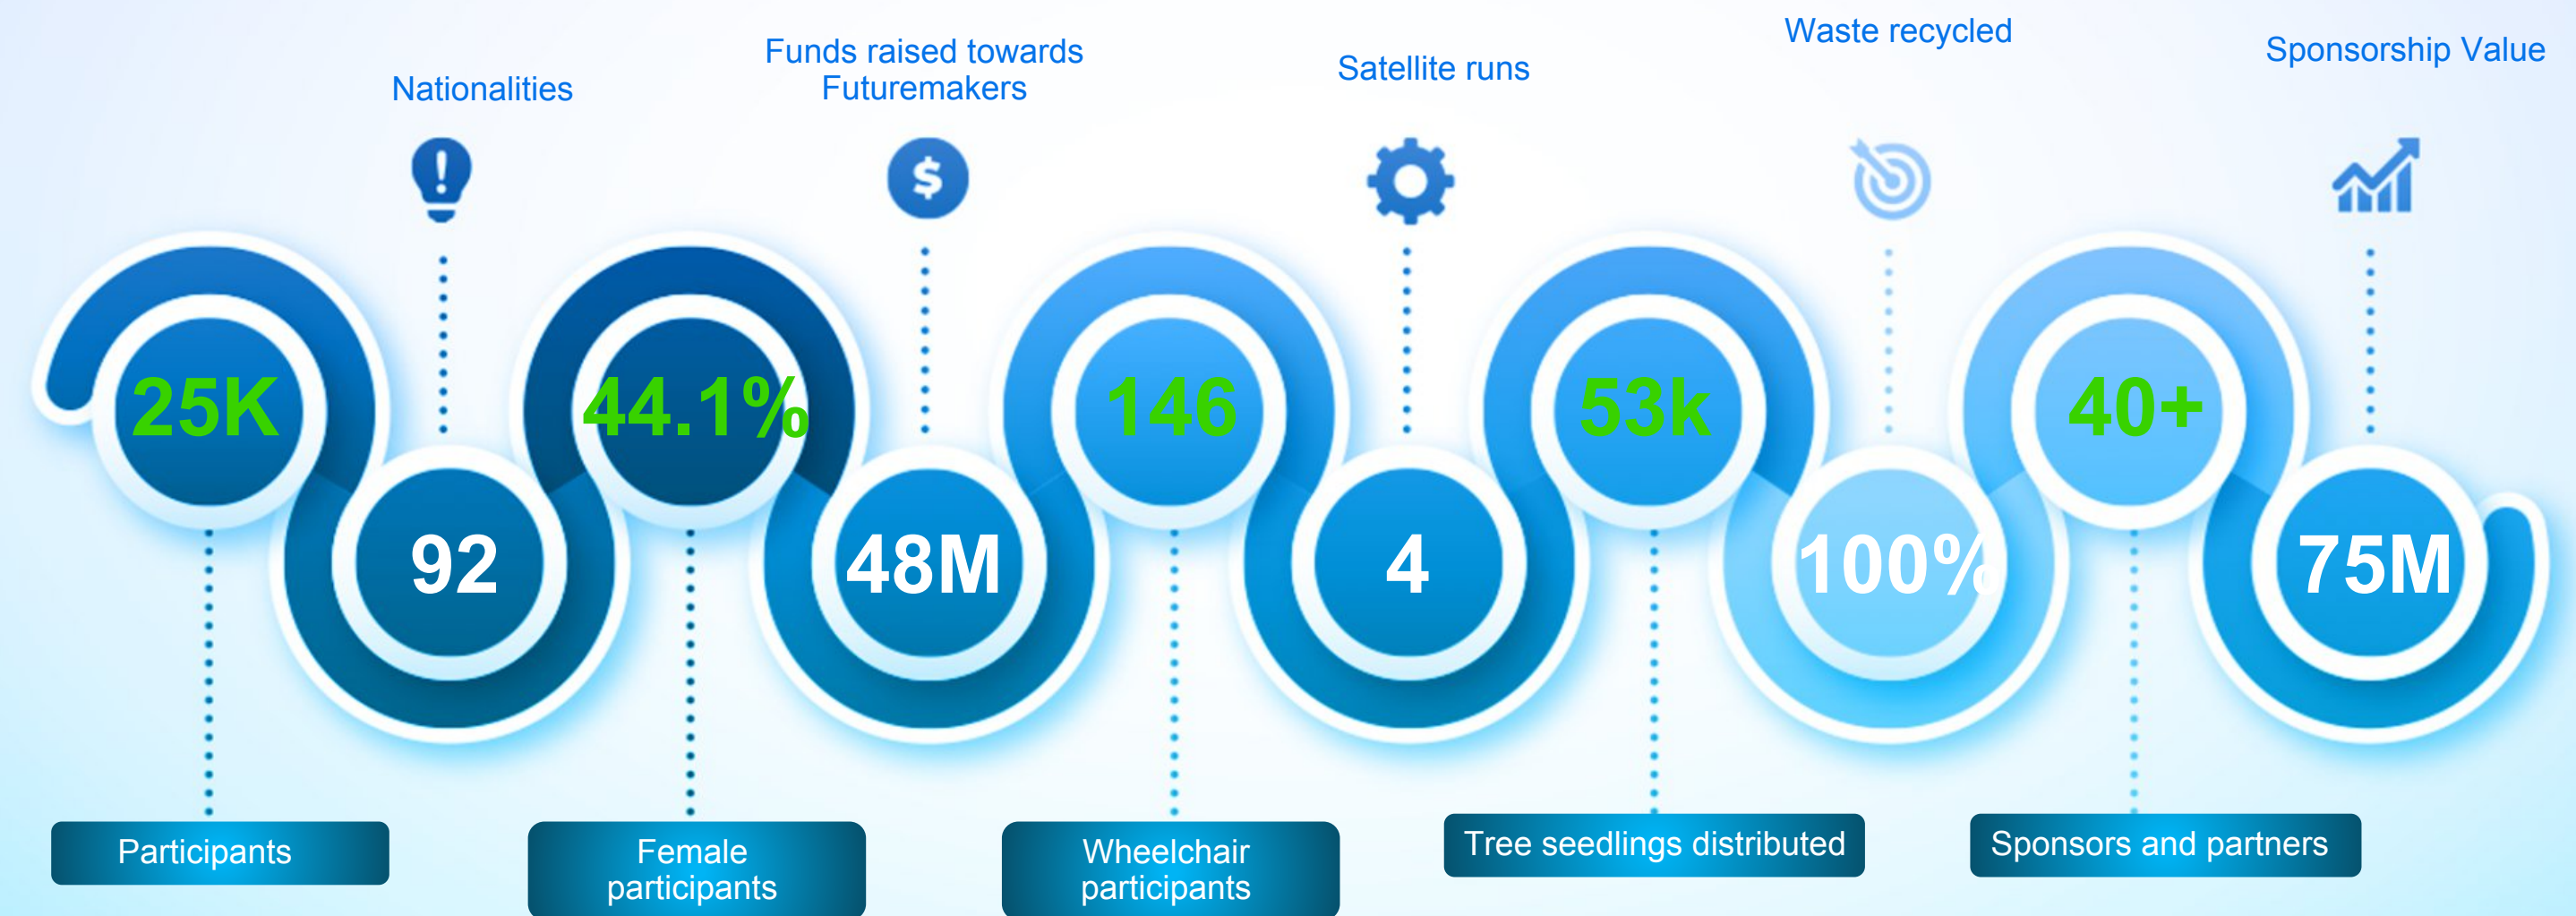 Waste recycled
Funds raised towards
Futuremakers
Sponsorship Value
Satellite runs
Nationalities
!
$
25K
44.1%
146
53k
40+
92
48M
4
100%
75M
Participants
Female
participants
Wheelchair
participants
Tree seedlings distributed
Sponsors and partners